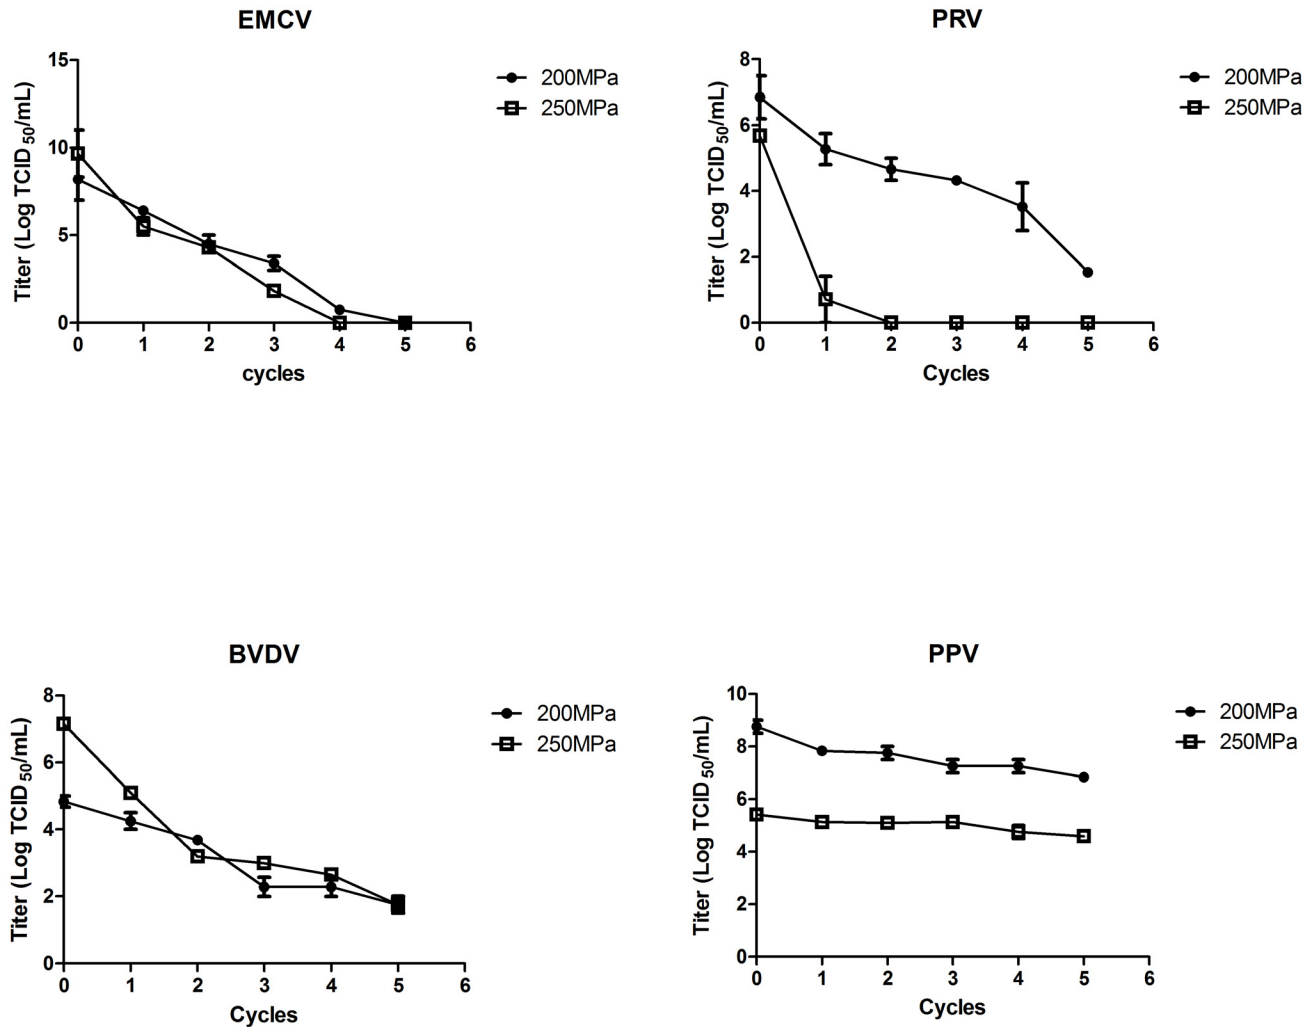 EMCV
15
10
5
0
0 1 2 3 4 5 6
Titer (Log TCID50/mL)
cycles
200MPa
250MPa
PRV
8
6
4
2
0
0 1 2 3 4 5 6
Titer (Log TCID50/mL)
Cycles
200MPa
250MPa
BVDV
8
6
4
2
0
0 1 2 3 4 5 6
Titer (Log TCID50/mL)
Cycles
200MPa
250MPa
PPV
10
8
6
4
2
0
0 1 2 3 4 5 6
Titer (Log TCID50/mL)
Cycles
200MPa
250MPa